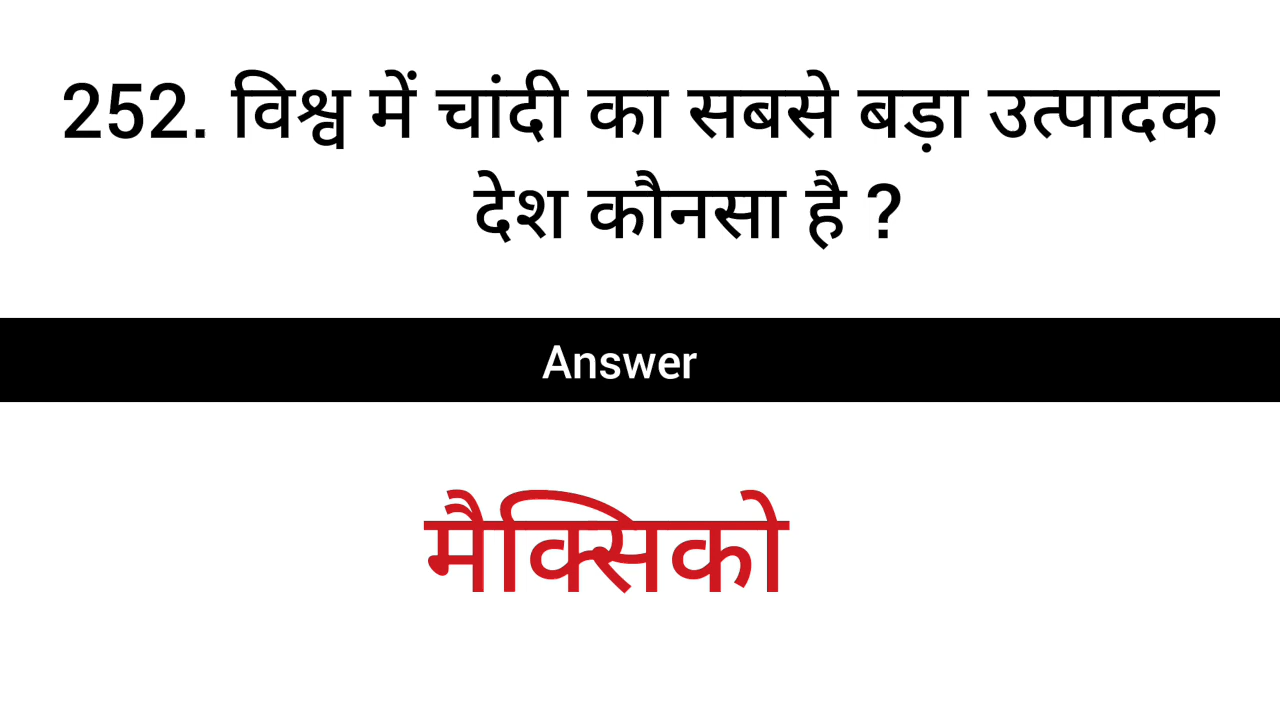 252. विश्व में चांदी का सबसे बड़ा उत्पादक
देश कौनसा है ?
Answer
मैक्सिको